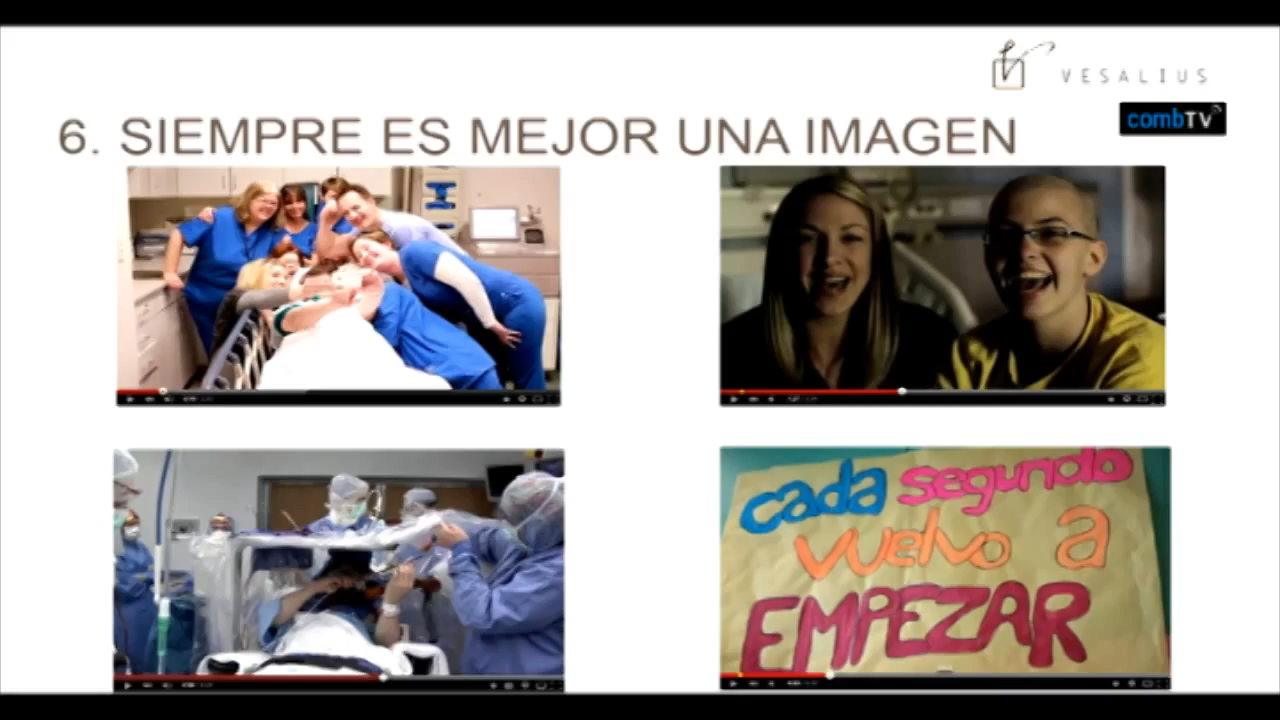 VESALIUS
combTV
6. SIEMPRE ES MEJOR UNA IMAGEN
cada segundo
vuelvo a
EMPEZAR